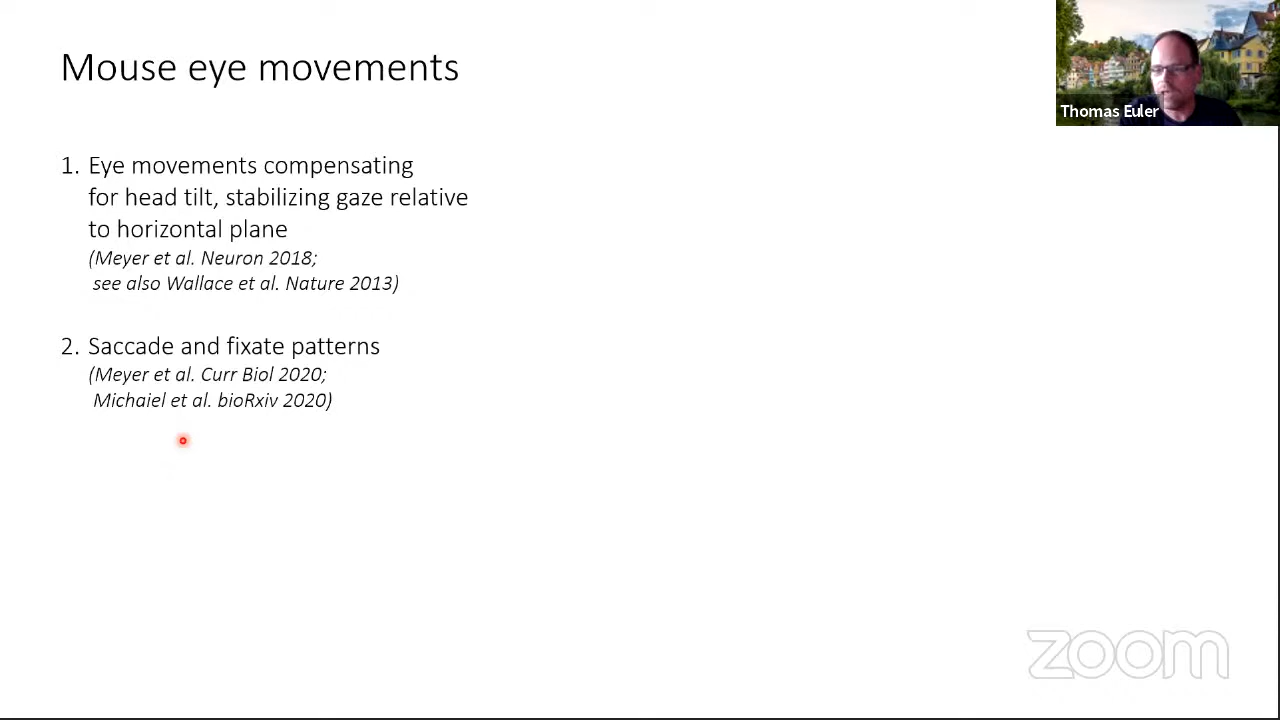 Mouse eye movements
Thomas Euler
1. Eye movements compensating
for head tilt, stabilizing gaze relative
to horizontal plane
(Meyer et al. Neuron 2018;
see also Wallace et al. Nature 2013)
2. Saccade and fixate patterns
(Meyer et al. Curr Biol 2020;
Michaiel et al. bioRxiv 2020)
zoom